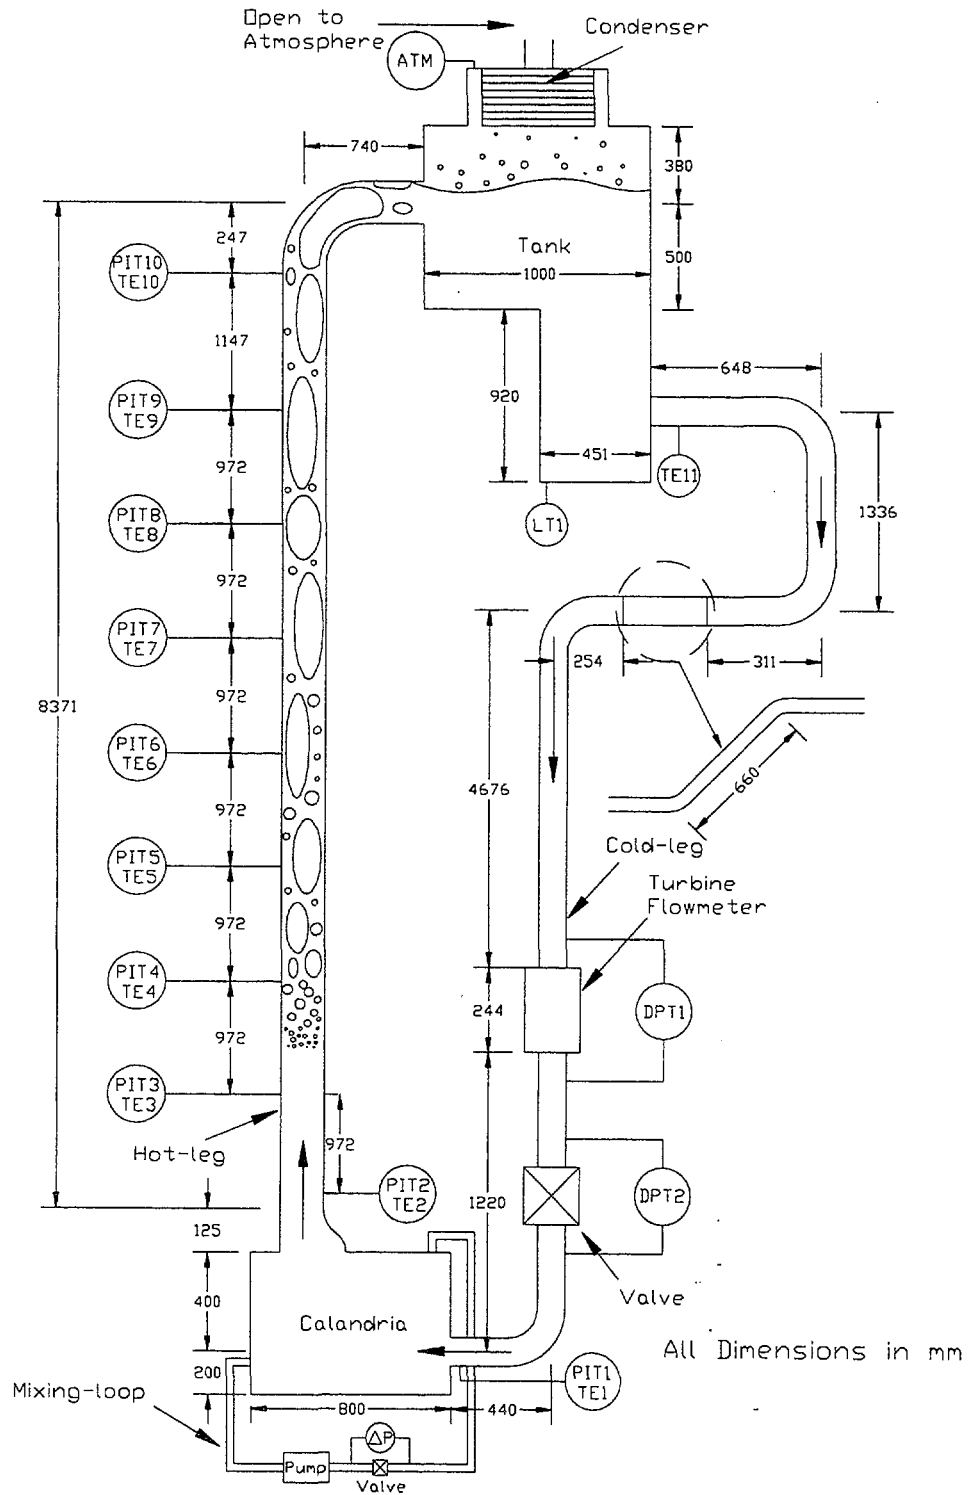 Open to
Atmosphere
Condenser
ATM
740
380
247
Tank
1000
500
PIT10
TE10
1147
648
920
PIT9
TE9
451
TE11
972
1336
PIT8
TE8
LT1
972
PIT7
TE7
254
311
972
8371
PIT6
TE6
4676
660
972
Cold-leg
PIT5
TE5
Turbine
Flowmeter
972
PIT4
TE4
244
DPT1
972
PIT3
TE3
Hot-leg
972
PIT2
TE2
1220
DPT2
125
Valve
400
Calandria
All Dimensions in mm
200
PIT1
TE1
Mixing-loop
800
440
ΔP
Pump
Valve